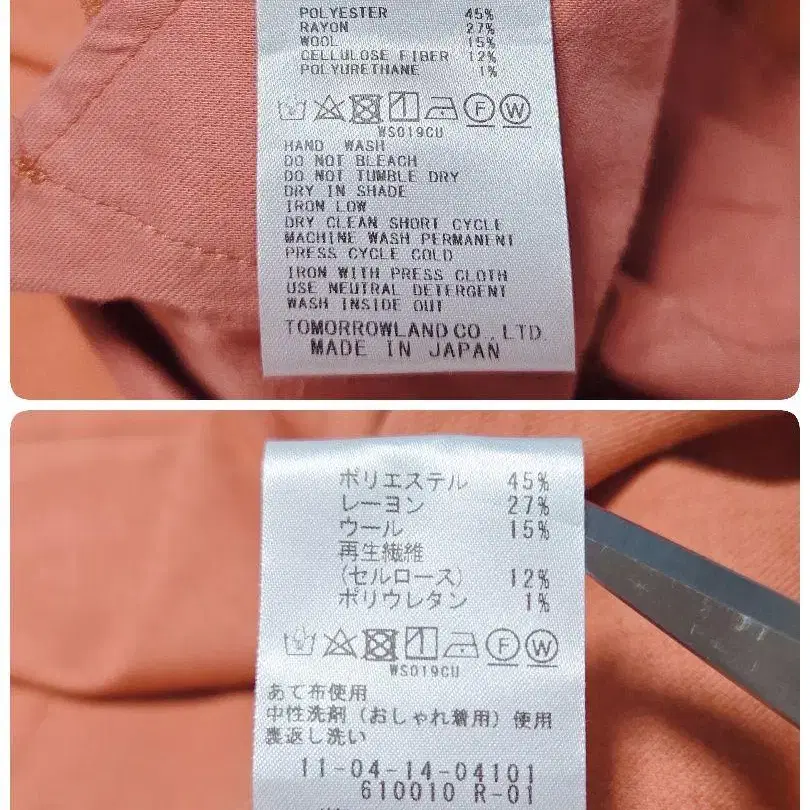 POLYESTER 45%
RAYON 27%
WOOL 15%
CELLULOSE FIBER 12%
POLYURETHANE 1%
F W
WS019CU
HAND WASH
DO NOT BLEACH
DO NOT TUMBLE DRY
DRY IN SHADE
IRON LOW
DRY CLEAN SHORT CYCLE
MACHINE WASH PERMANENT
PRESS CYCLE COLD
IRON WITH PRESS CLOTH
USE NEUTRAL DETERGENT
WASH INSIDE OUT
TOMORROWLAND CO., LTD.
MADE IN JAPAN
ポリエステル 45%
レーヨン 27%
ウール 15%
再生繊維
(セルロース) 12%
ポリウレタン 1%
F W
WS019CU
あて布使用
中性洗剤(おしゃれ着用)使用
裏返し洗い
11-04-14-04101
610010 R-01